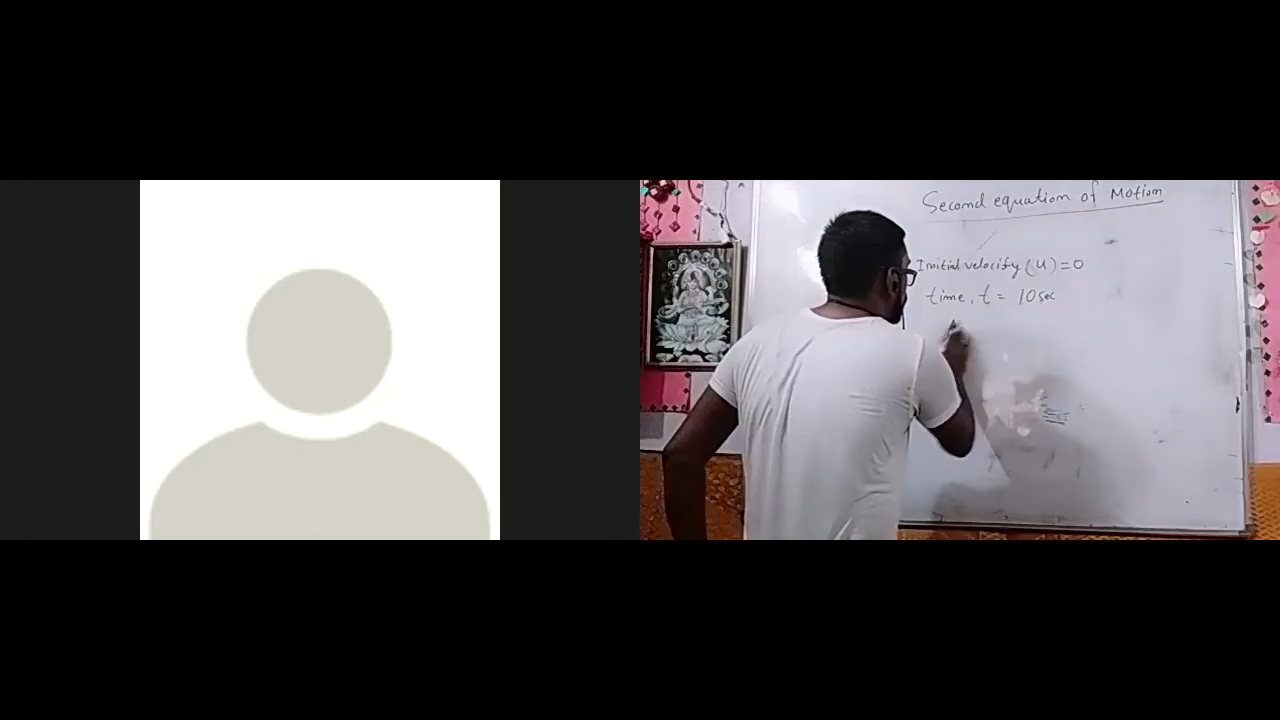 Second equation of Motion
Initial velocity (u) = 0
time, t = 10 sec